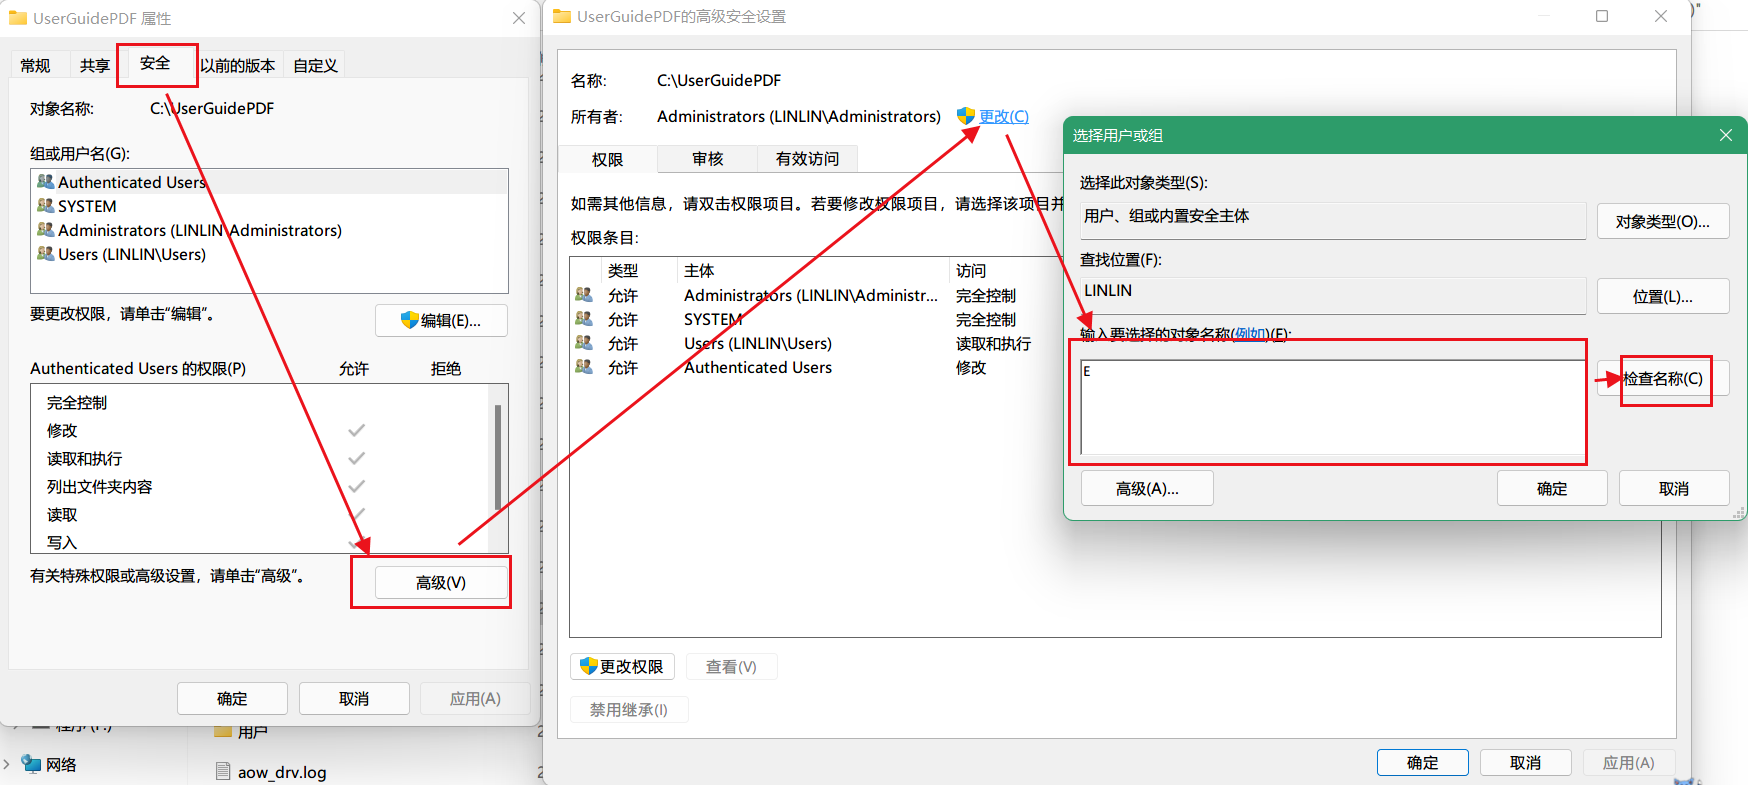 UserGuidePDF 属性
常规
共享
安全
以前的版本
自定义
对象名称:
C:\UserGuidePDF
组或用户名(G):
Authenticated Users
SYSTEM
Administrators (LINLIN\Administrators)
Users (LINLIN\Users)
要更改权限，请单击“编辑”。
编辑(E)...
Authenticated Users 的权限(P)
允许
拒绝
完全控制
修改
读取和执行
列出文件夹内容
读取
写入
有关特殊权限或高级设置，请单击“高级”。
高级(V)
确定
取消
应用(A)
网络
用户
aow_drv.log
UserGuidePDF的高级安全设置
名称:
C:\UserGuidePDF
所有者:
Administrators (LINLIN\Administrators)
更改(C)
权限
审核
有效访问
如需其他信息，请双击权限项目。若要修改权限项目，请选择该项目并
权限条目:
类型
主体
访问
允许
Administrators (LINLIN\Administr...
完全控制
允许
SYSTEM
完全控制
允许
Users (LINLIN\Users)
读取和执行
允许
Authenticated Users
修改
更改权限
查看(V)
禁用继承(I)
确定
取消
应用(A)
选择用户或组
选择此对象类型(S):
用户、组或内置安全主体
对象类型(O)...
查找位置(F):
LINLIN
位置(L)...
输入要选择的对象名称(例如)(E):
E
检查名称(C)
高级(A)...
确定
取消